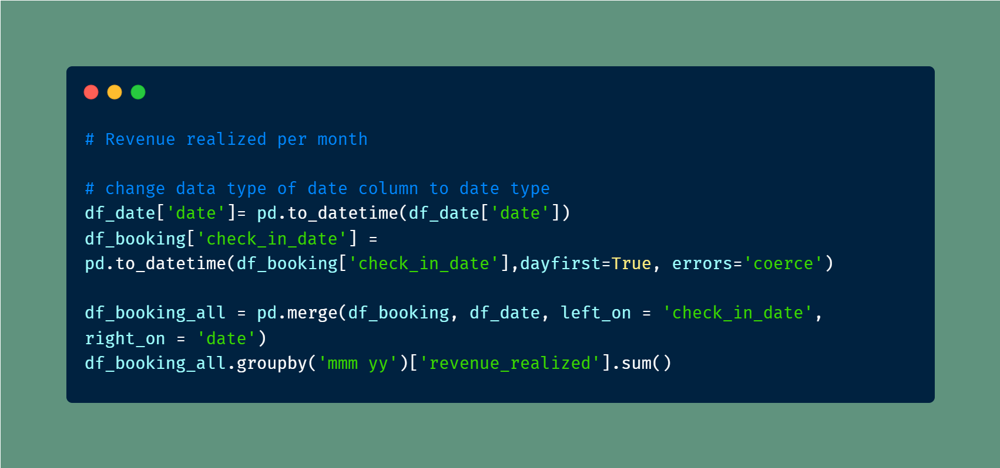 # Revenue realized per month
# change data type of date column to date type
df_date['date']= pd.to_datetime(df_date['date'])
df_booking['check_in_date'] =
pd.to_datetime(df_booking['check_in_date'],dayfirst=True, errors='coerce')
df_booking_all = pd.merge(df_booking, df_date, left_on = 'check_in_date',
right_on = 'date')
df_booking_all.groupby('mmm yy')['revenue_realized'].sum()